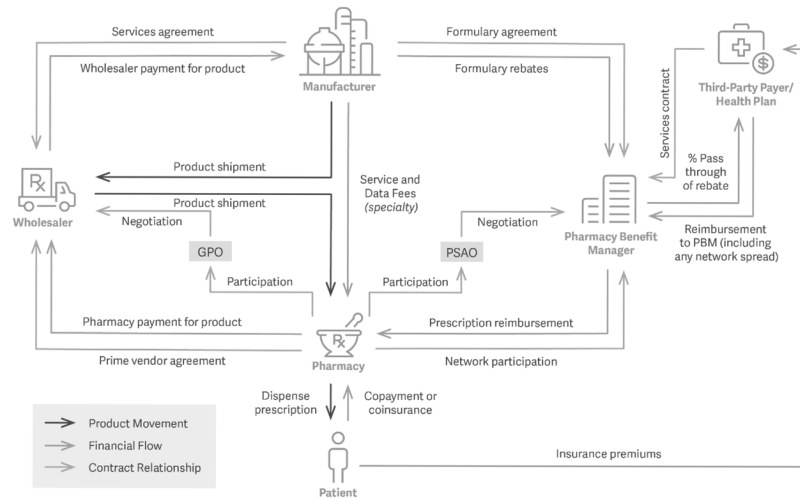 Services agreement
Wholesaler payment for product
Manufacturer
Formulary agreement
Formulary rebates
$
Third-Party Payer/
Health Plan
Services contract
% Pass
through
of rebate
Product shipment
Rx
Wholesaler
Product shipment
Negotiation
GPO
Participation
Service and
Data Fees
(specialty)
Negotiation
PSAO
Participation
Pharmacy Benefit
Manager
Reimbursement
to PBM (including
any network spread)
Pharmacy payment for product
Prime vendor agreement
Rx
Pharmacy
Prescription reimbursement
Network participation
Dispense
prescription
Copayment or
coinsurance
Product Movement
Financial Flow
Contract Relationship
Patient
Insurance premiums